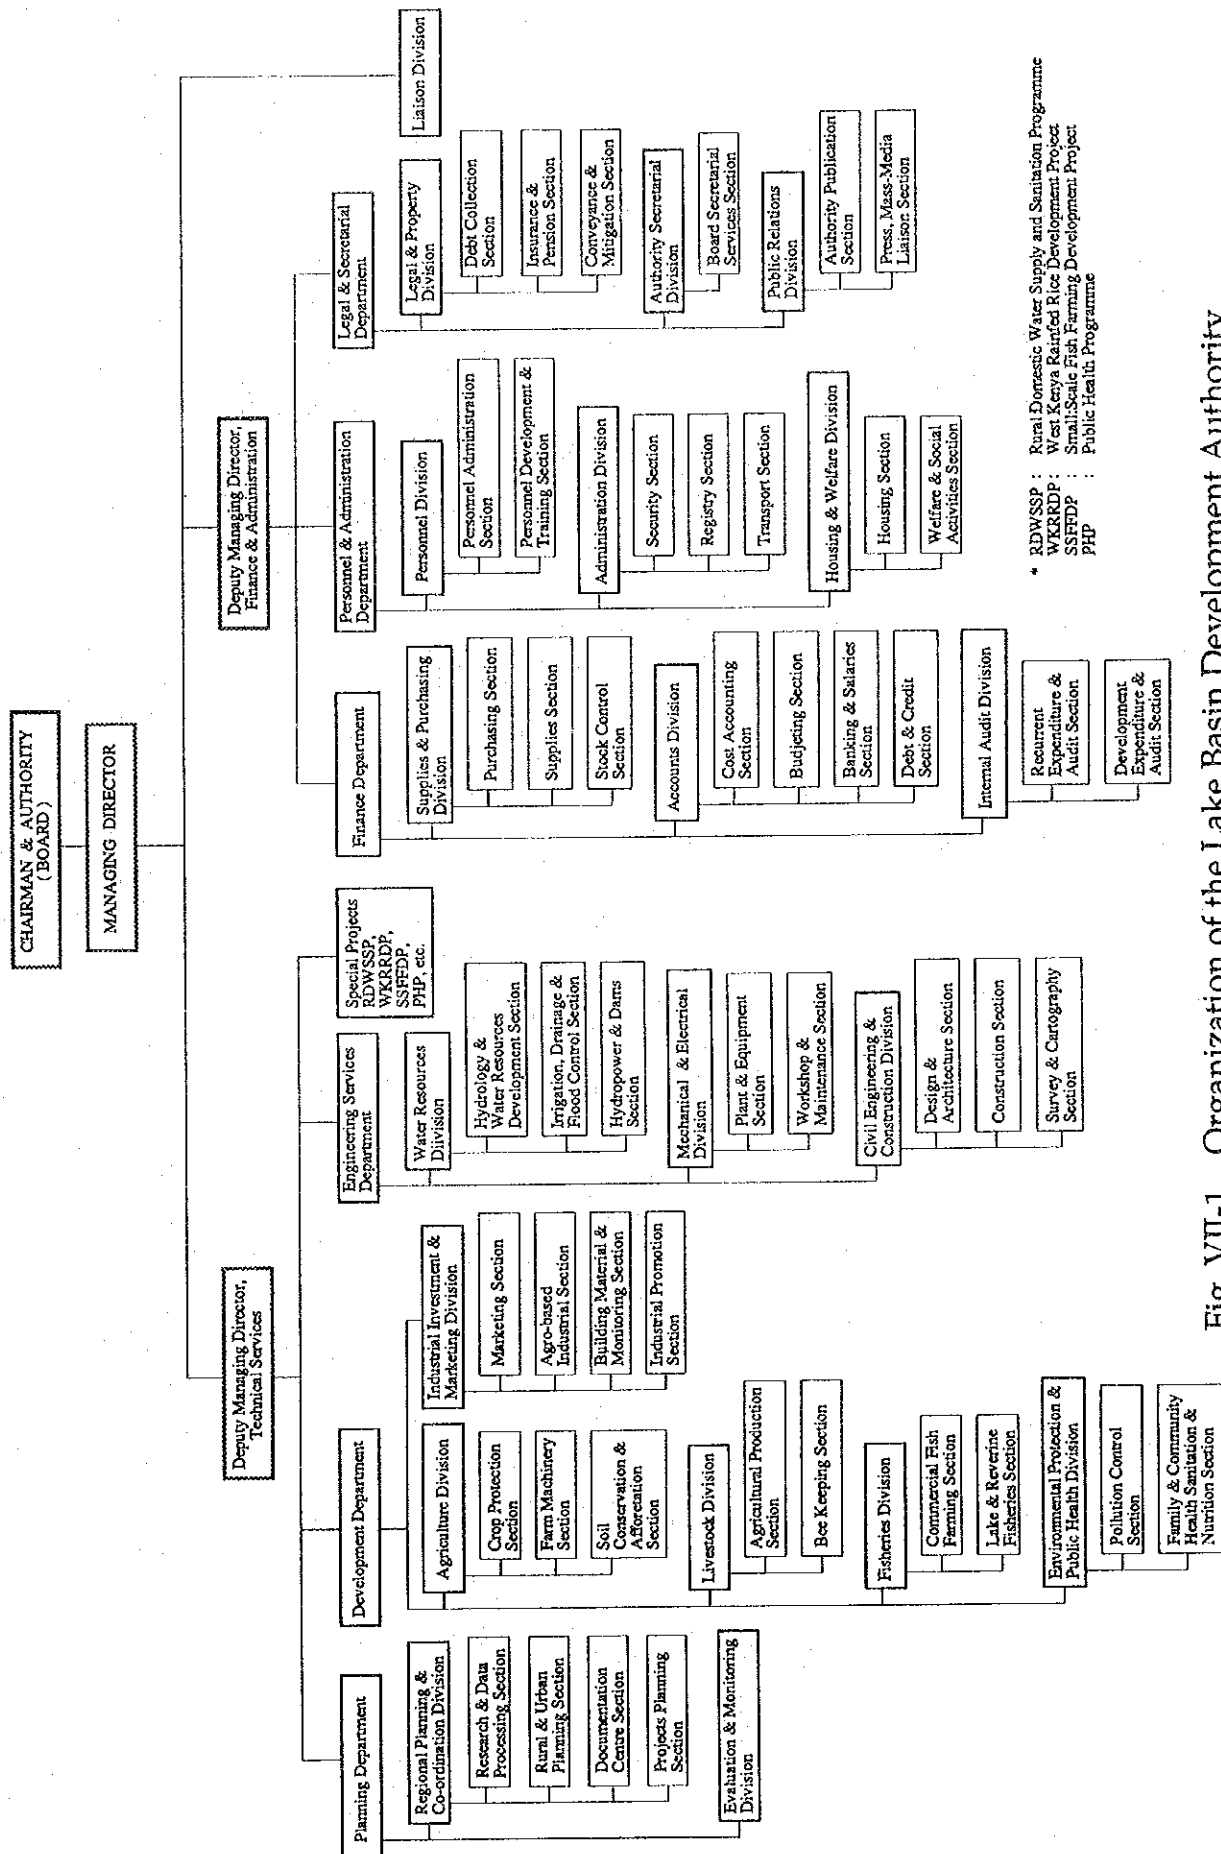 CHAIRMAN & AUTHORITY
( BOARD )
MANAGING DIRECTOR
Deputy Managing Director,
Technical Services
Deputy Managing Director,
Finance & Administration
Liaison Division
Planning Department
Regional Planning &
Co-ordination Division
Research & Data
Processing Section
Rural & Urban
Planning Section
Documentation
Centre Section
Projects Planning
Section
Evaluation & Monitoring
Division
Development Department
Agriculture Division
Crop Protection
Section
Farm Machinery
Section
Soil
Conservation &
Afforetation
Section
Livestock Division
Agricultural Production
Section
Bee Keeping Section
Fisheries Division
Commercial Fish
Farming Section
Lake & Reverine
Fisheries Section
Environmental Protection &
Public Health Division
Pollution Control
Section
Family & Community
Health Sanitation &
Nutrition Section
Industrial Investment &
Marketing Division
Marketing Section
Agro-based
Industrial Section
Building Material &
Monitoring Section
Industrial Promotion
Section
Engineering Services
Department
Water Resources
Diivision
Hydrology &
Water Resources
Development Section
Irrigation, Drainage &
Flood Control Section
Hydropower & Darts
Section
Mechanical & Electrical
Division
Plant & Equipment
Section
Workshop &
Maintenance Section
Civil Engineering &
Construction Division
Design &
Architecture Section
Construction Section
Survey & Cartography
Section
Special Projects
RDWSSP,
WKRRDP,
SSFFDP,
PHP, etc.
Finance Department
Supplies & Purchasing
Division
Purchasing Section
Supplies Section
Stock Control
Section
Accounts Division
Cost Accounting
Section
Budjeting Section
Banking & Salaries
Section
Debt & Credit
Section
Internal Audit Division
Recurrent
Expenditure &
Audit Section
Development
Expenditure &
Audit Section
Personnel & Administration
Department
Personnel Division
Personnel Administration
Section
Personnel Development &
Training Section
Administration Division
Security Section
Registry Section
Transport Section
Housing & Welfare Division
Housing Section
Welfare & Social
Activities Section
Legal & Secretarial
Department
Legal & Property
Division
Debt Collection
Section
Insurance &
Pension Section
Conveyance &
Mitigation Section
Authority Secretarial
Division
Board Secretarial
Services Section
Public Relations
Division
Authority Publication
Section
Press, Mass-Media
Liaison Section
* RDWSSP : Rural Domestic Water Supply and Sanitation Programme
WKRRDP : West Kenya Rainfed Rice Development Project
SSFFDP : Small-Scale Fish Farming Development Project
PHP : Public Health Programme
Fig. VII-1 Organization of the Lake Basin Development Authority